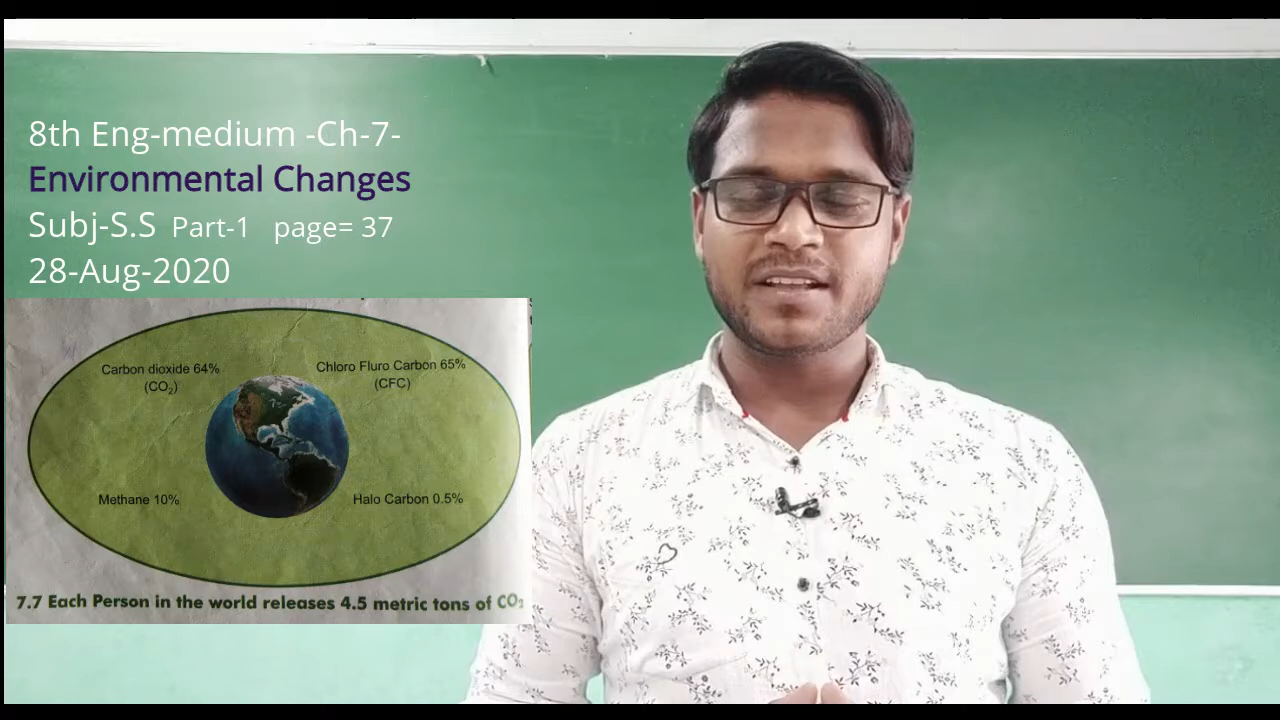 8th Eng-medium -Ch-7-
Environmental Changes
Subj-S.S Part-1 page= 37
28-Aug-2020
Carbon dioxide 64%
(CO₂)
Chloro Fluro Carbon 65%
(CFC)
Methane 10%
Halo Carbon 0.5%
7.7 Each Person in the world releases 4.5 metric tons of CO₂